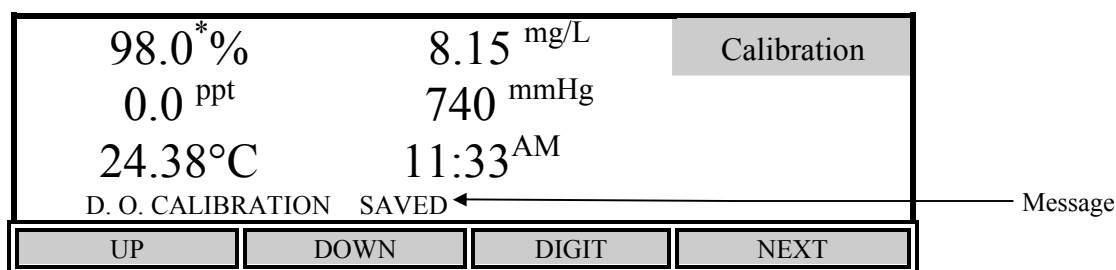 98.0*% 8.15 mg/L Calibration
0.0 ppt 740 mmHg
24.38°C 11:33AM
D. O. CALIBRATION SAVED Message
UP DOWN DIGIT NEXT